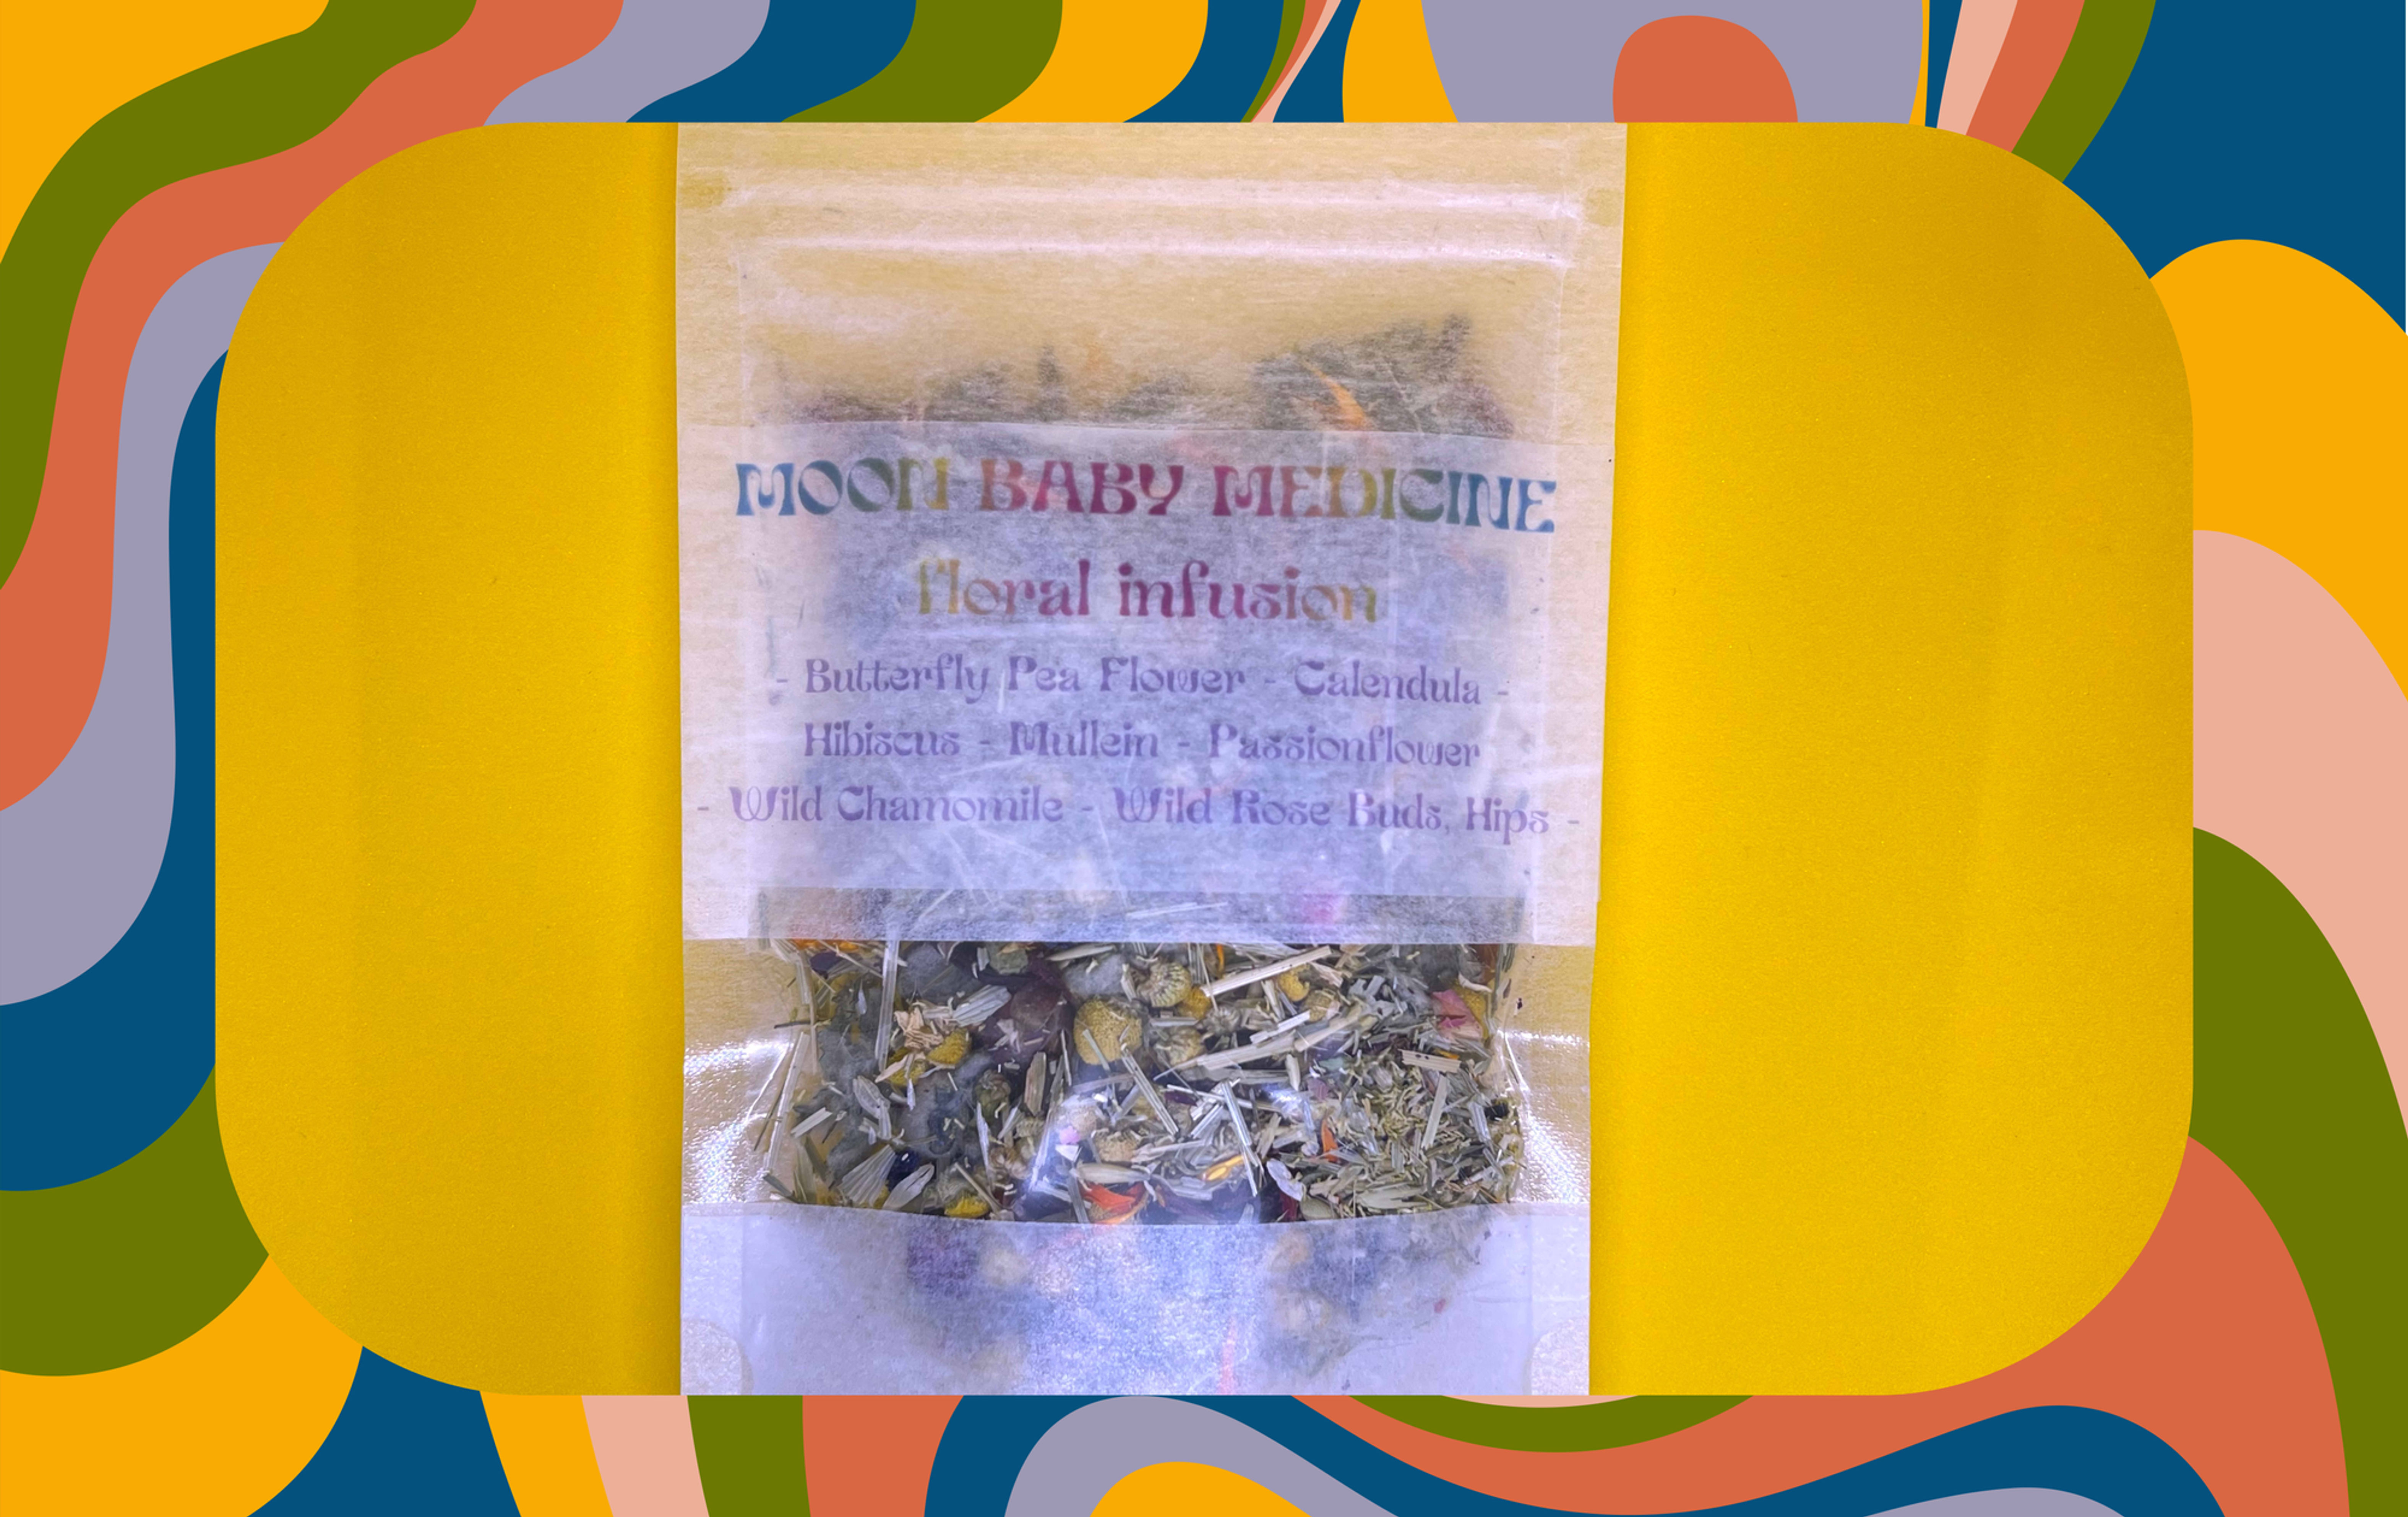 MOON BABY MEDICINE
floral infusion
- Butterfly Pea Flower - Calendula -
Hibiscus - Mullein - Passionflower
- Wild Chamomile - Wild Rose Buds, Hips -